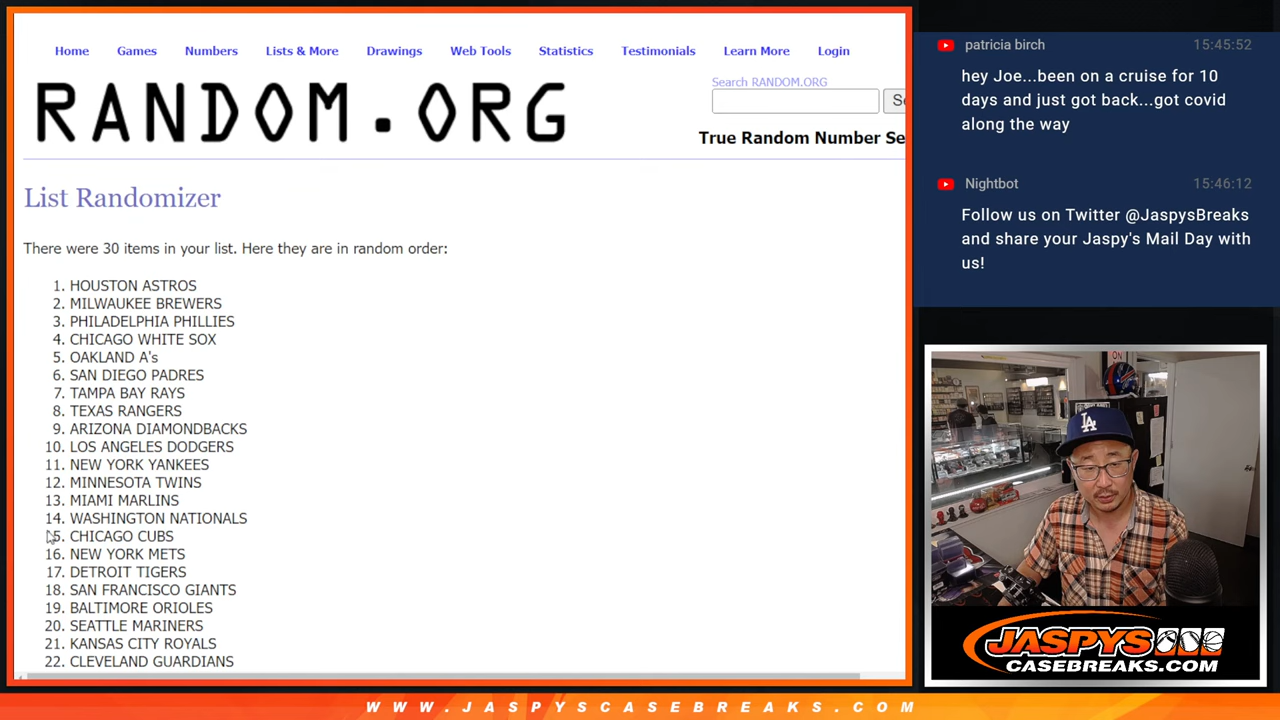 Home Games Numbers Lists & More Drawings Web Tools Statistics Testimonials Learn More Login
RANDOM.ORG
Search RANDOM.ORG
True Random Number Se
List Randomizer
There were 30 items in your list. Here they are in random order:
1. HOUSTON ASTROS
2. MILWAUKEE BREWERS
3. PHILADELPHIA PHILLIES
4. CHICAGO WHITE SOX
5. OAKLAND A's
6. SAN DIEGO PADRES
7. TAMPA BAY RAYS
8. TEXAS RANGERS
9. ARIZONA DIAMONDBACKS
10. LOS ANGELES DODGERS
11. NEW YORK YANKEES
12. MINNESOTA TWINS
13. MIAMI MARLINS
14. WASHINGTON NATIONALS
15. CHICAGO CUBS
16. NEW YORK METS
17. DETROIT TIGERS
18. SAN FRANCISCO GIANTS
19. BALTIMORE ORIOLES
20. SEATTLE MARINERS
21. KANSAS CITY ROYALS
22. CLEVELAND GUARDIANS
patricia birch 15:45:52
hey Joe...been on a cruise for 10
days and just got back...got covid
along the way
Nightbot 15:46:12
Follow us on Twitter @JaspysBreaks
and share your Jaspy's Mail Day with
us!
ON
LA
JASPYS
CASEBREAKS.COM
WWW.JASPYSCASEBREAKS.COM